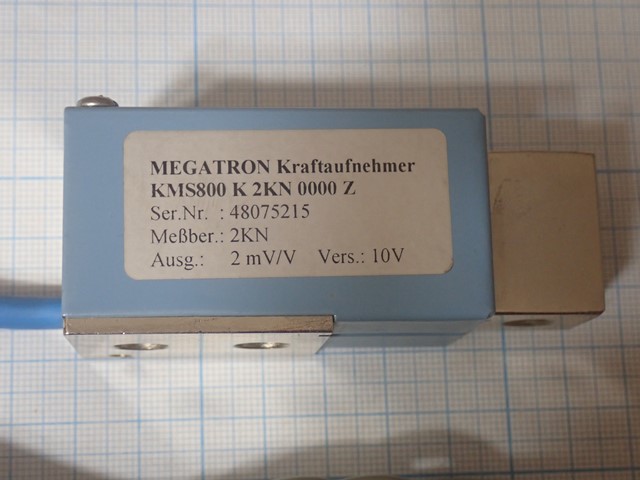 MEGATRON Kraftaufnehmer
KMS800 K 2KN 0000 Z
Ser.Nr. : 48075215
Meßber.: 2KN
Ausg.: 2 mV/V Vers.: 10V